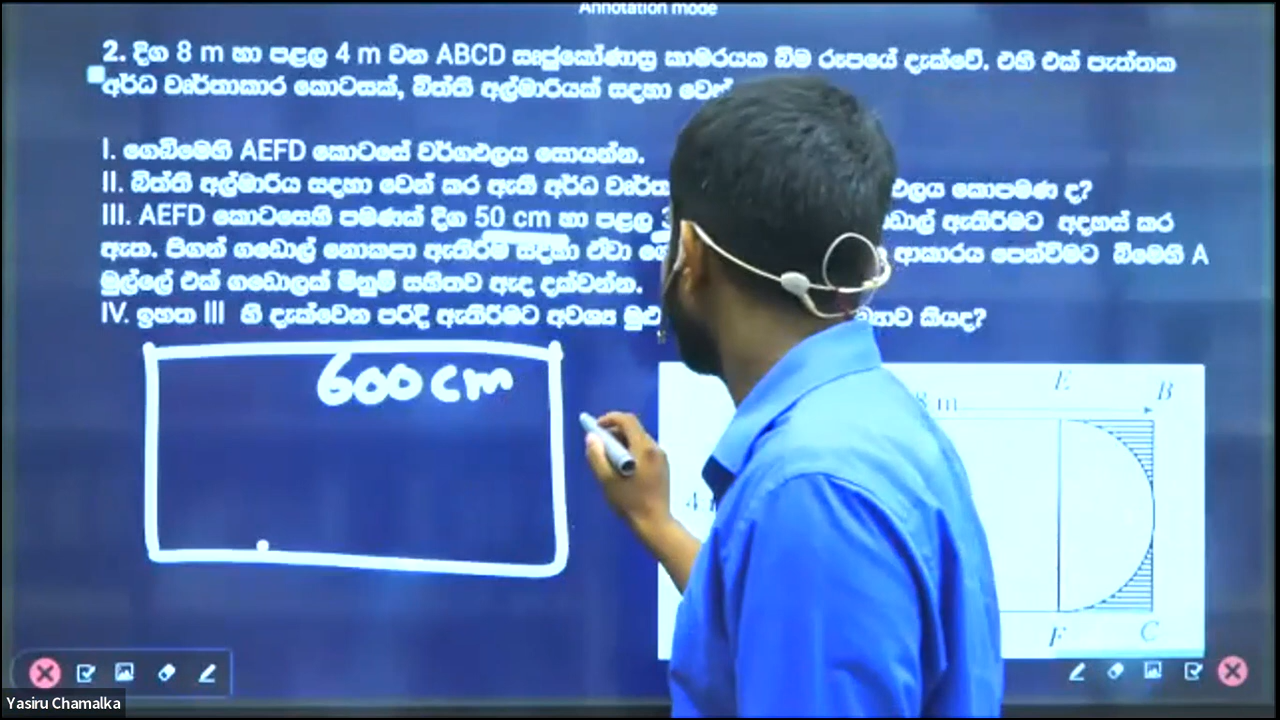 Annotation mode
2. දිග 8 m හා පළල 4 m වන ABCD සෘජුකෝණාස්‍ර කාමරයක බිම රූපයේ දැක්වේ. එහි එක් පැත්තක
අර්ධ වෘර්තාකාර කොටසක්, බිත්ති අල්මාරියක් සඳහා
I. ගෙබිමෙහි AEFD කොටසේ වර්ගඵලය සොයන්න.
II. බිත්ති අල්මාරිය සඳහා වෙන් කර ඇති අර්ධ කොපමණ ද?
III. AEFD කොටසෙහි පමණක් දිග 50 cm හා පළල ඇතිරීමට අදහස් කර
ඇත. පිගන් ගඩොල් නොකපා ඇතිරීම සඳහා ඒවා ආකාරය පෙන්වීමට බිමෙහි A
මුල්ලේ එක් ගඩොලක් මිනුම් සහිතව ඇඳ දක්වන්න.
IV. ඉහත III හි දැක්වෙන පරිදි ඇතිරීමට අවශ්‍ය මුළු කියද?
600 cm
E
B
8 m
4
F
C
Yasiru Chamalka